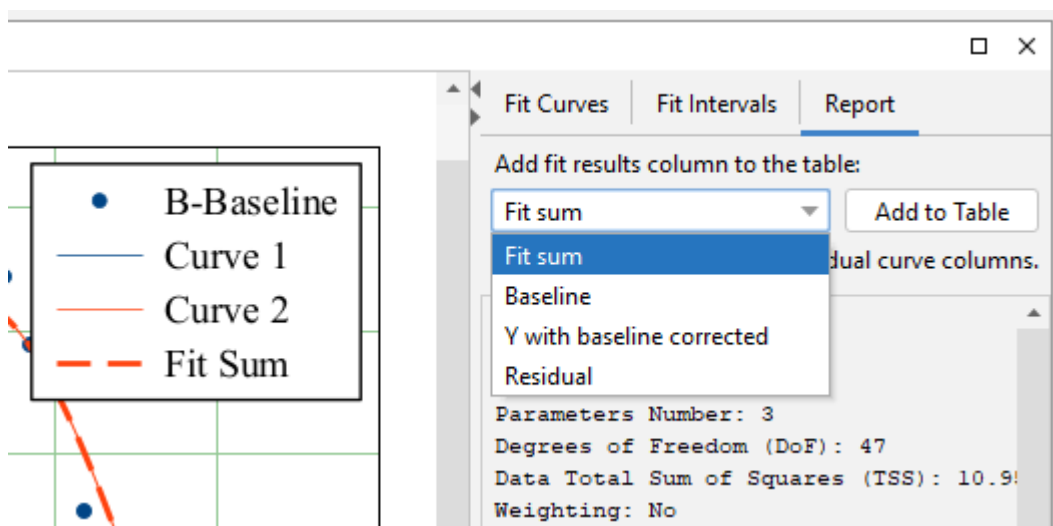 B-Baseline
Curve 1
Curve 2
Fit Sum
Fit Curves Fit Intervals Report
Add fit results column to the table:
Fit sum Add to Table
Fit sum
curve columns.
Baseline
Y with baseline corrected
Residual
Parameters Number: 3
Degrees of Freedom (DoF): 47
Data Total Sum of Squares (TSS): 10.9
Weighting: No